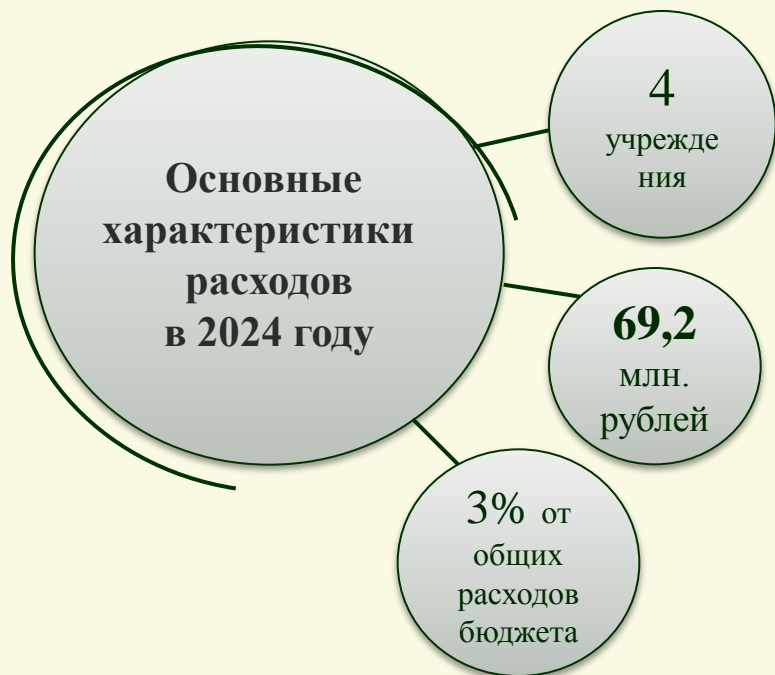 Основные
характеристики
расходов
в 2024 году
4
учрежде
ния
69,2
млн.
рублей
3% от
общих
расходов
бюджета